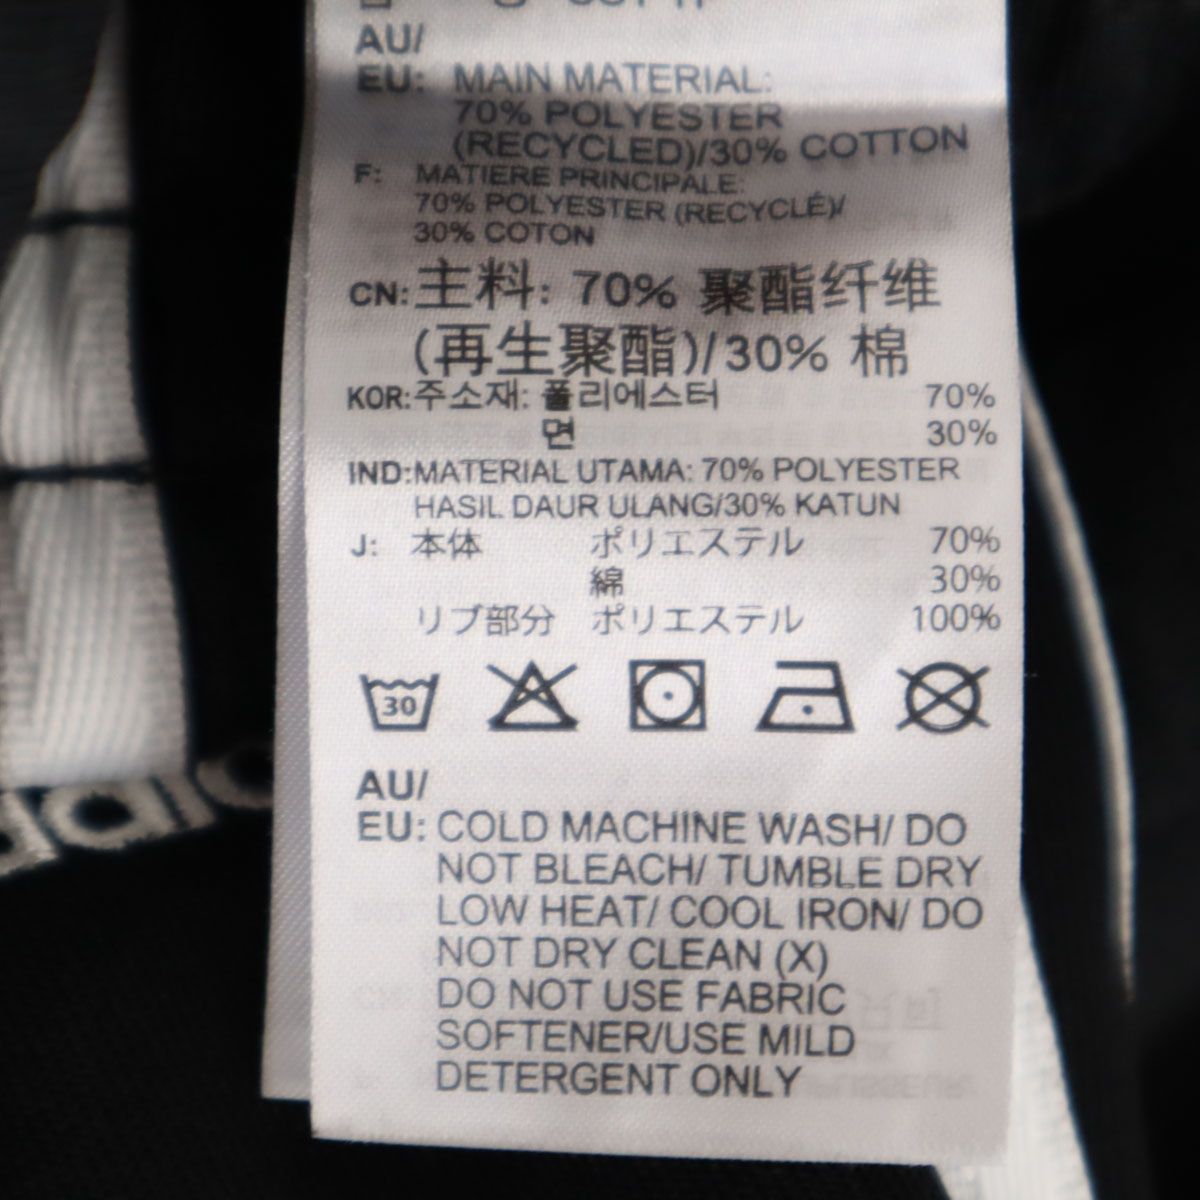 AU/
EU: MAIN MATERIAL:
70% POLYESTER
(RECYCLED)/30% COTTON
F: MATIERE PRINCIPALE:
70% POLYESTER (RECYCLÉ)/
30% COTON
CN: 主料: 70% 聚酯纤维
(再生聚酯)/30% 棉
KOR: 주소재: 폴리에스터 70%
면 30%
IND: MATERIAL UTAMA: 70% POLYESTER
HASIL DAUR ULANG/30% KATUN
J: 本体 ポリエステル 70%
綿 30%
リブ部分 ポリエステル 100%
30
AU/
EU: COLD MACHINE WASH/ DO
NOT BLEACH/ TUMBLE DRY
LOW HEAT/ COOL IRON/ DO
NOT DRY CLEAN (X)
DO NOT USE FABRIC
SOFTENER/USE MILD
DETERGENT ONLY